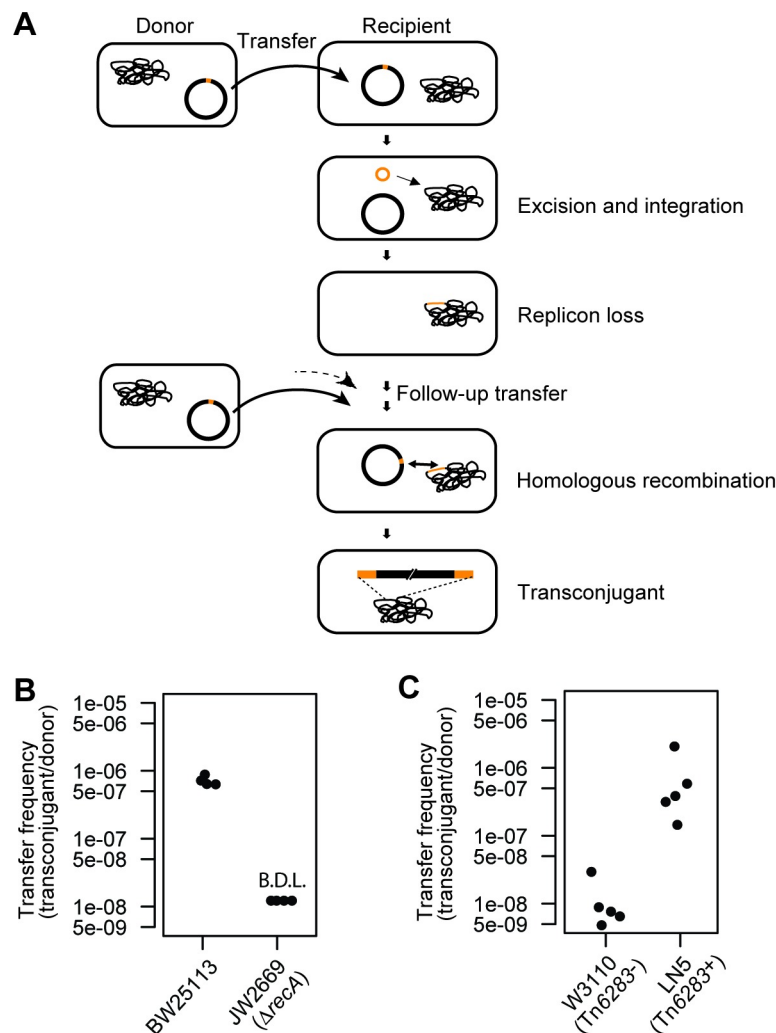 A
Donor
Recipient
Transfer
Excision and integration
Replicon loss
Follow-up transfer
Homologous recombination
Transconjugant
B
Transfer frequency
(transconjugant/donor)
1e-05
5e-06
1e-06
5e-07
1e-07
5e-08
1e-08
5e-09
B.D.L.
BW25113
JW2669
(ΔrecA)
C
Transfer frequency
(transconjugant/donor)
1e-05
5e-06
1e-06
5e-07
1e-07
5e-08
1e-08
5e-09
W3110
(Tn6283-)
LN5
(Tn6283+)